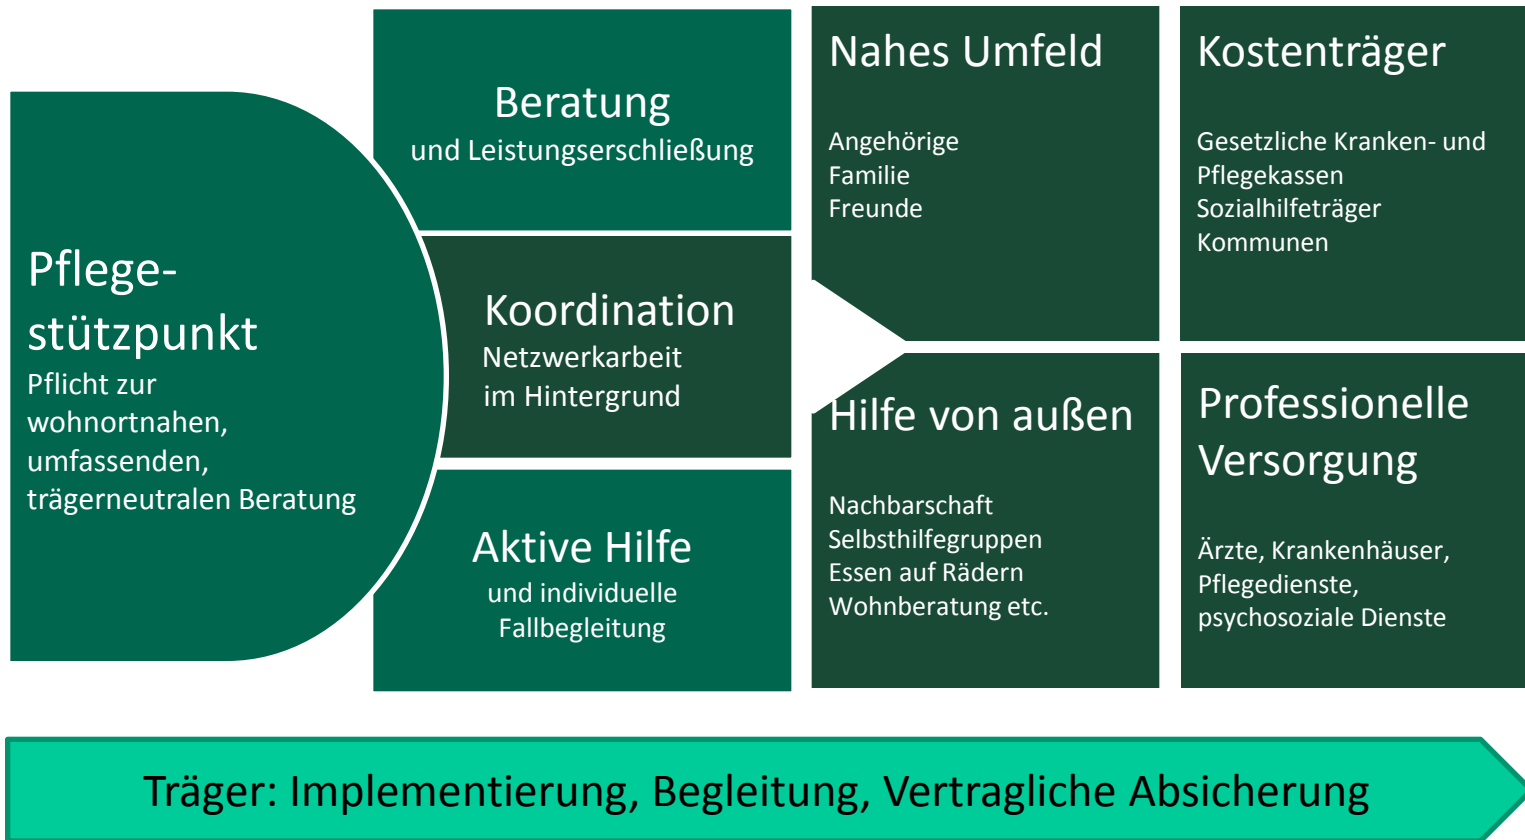 Pflege-
stützpunkt
Pflicht zur
wohnortnahen,
umfassenden,
trägerneutralen Beratung
Beratung
und Leistungserschließung
Koordination
Netzwerkarbeit
im Hintergrund
Aktive Hilfe
und individuelle
Fallbegleitung
Nahes Umfeld
Angehörige
Familie
Freunde
Kostenträger
Gesetzliche Kranken- und
Pflegekassen
Sozialhilfeträger
Kommunen
Hilfe von außen
Nachbarschaft
Selbsthilfegruppen
Essen auf Rädern
Wohnberatung etc.
Professionelle
Versorgung
Ärzte, Krankenhäuser,
Pflegedienste,
psychosoziale Dienste
Träger: Implementierung, Begleitung, Vertragliche Absicherung